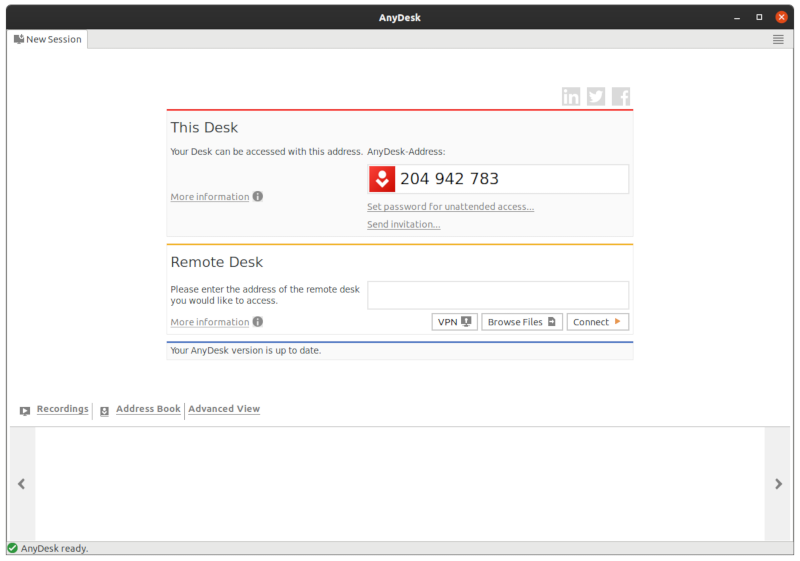 AnyDesk
New Session
This Desk
Your Desk can be accessed with this address.
AnyDesk-Address:
204 942 783
More information
Set password for unattended access...
Send invitation...
Remote Desk
Please enter the address of the remote desk
you would like to access.
More information
VPN
Browse Files
Connect
Your AnyDesk version is up to date.
Recordings
Address Book
Advanced View
AnyDesk ready.